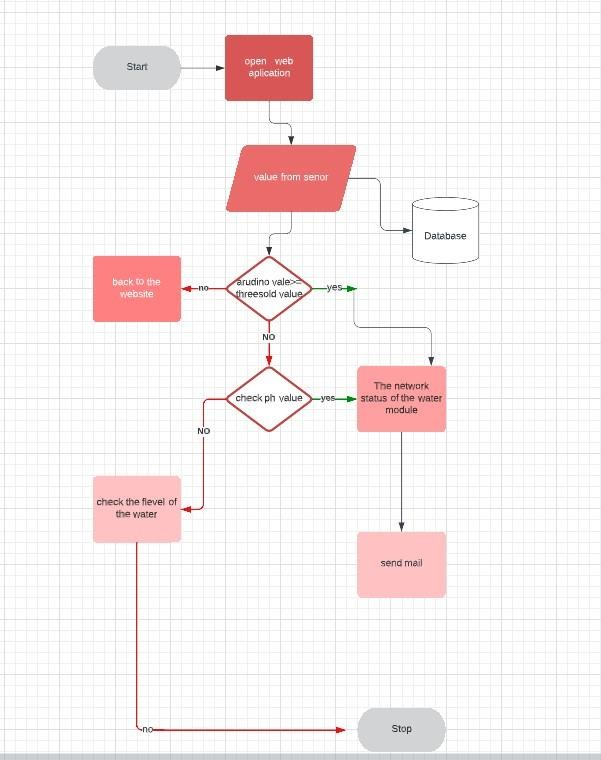 Start
open web
aplication
value from senor
Database
back to the
website
no
arudino vale>=
threesold value
yes
NO
The network
status of the water
module
check ph value
yes
NO
check the flevel of
the water
send mail
no
Stop